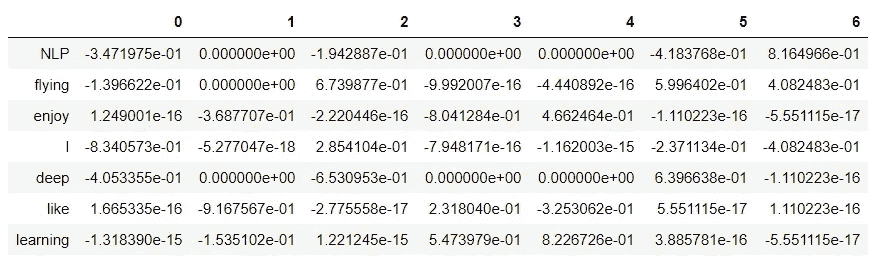 0 1 2 3 4 5 6
NLP -3.471975e-01 0.000000e+00 -1.942887e-01 0.000000e+00 0.000000e+00 -4.183768e-01 8.164966e-01
flying -1.396622e-01 0.000000e+00 6.739877e-01 -9.992007e-16 -4.440892e-16 5.996402e-01 4.082483e-01
enjoy 1.249001e-16 -3.687707e-01 -2.220446e-16 -8.041284e-01 4.662464e-01 -1.110223e-16 -5.551115e-17
I -8.340573e-01 -5.277047e-18 2.854104e-01 -7.948171e-16 -1.162003e-15 -2.371134e-01 -4.082483e-01
deep -4.053355e-01 0.000000e+00 -6.530953e-01 0.000000e+00 0.000000e+00 6.396638e-01 -1.110223e-16
like 1.665335e-16 -9.167567e-01 -2.775558e-17 2.318040e-01 -3.253062e-01 5.551115e-17 1.110223e-16
learning -1.318390e-15 -1.535102e-01 1.221245e-15 5.473979e-01 8.226726e-01 3.885781e-16 -5.551115e-17